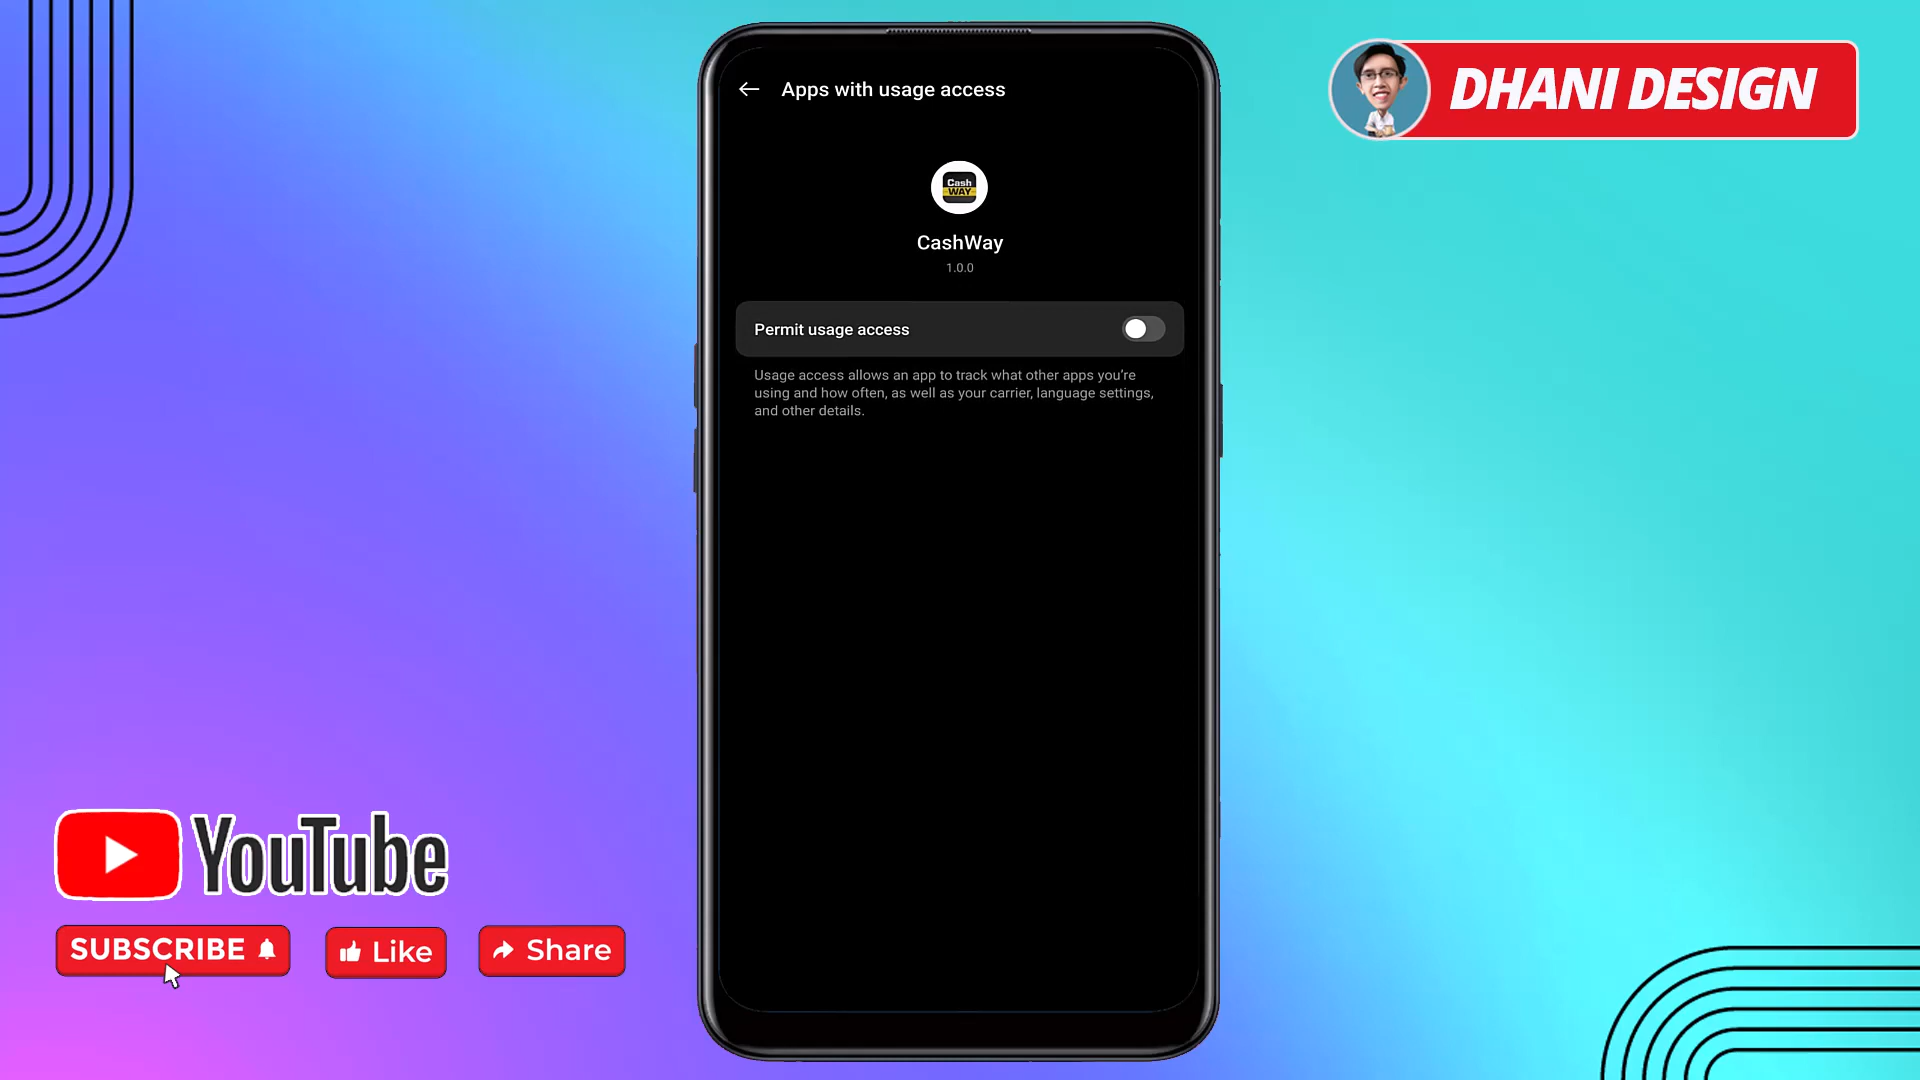 Apps with usage access
DHANI DESIGN
Cash
WAY
CashWay
1.0.0
Permit usage access
Usage access allows an app to track what other apps you're
using and how often, as well as your carrier, language settings,
and other details.
YouTube
SUBSCRIBE
Like
Share